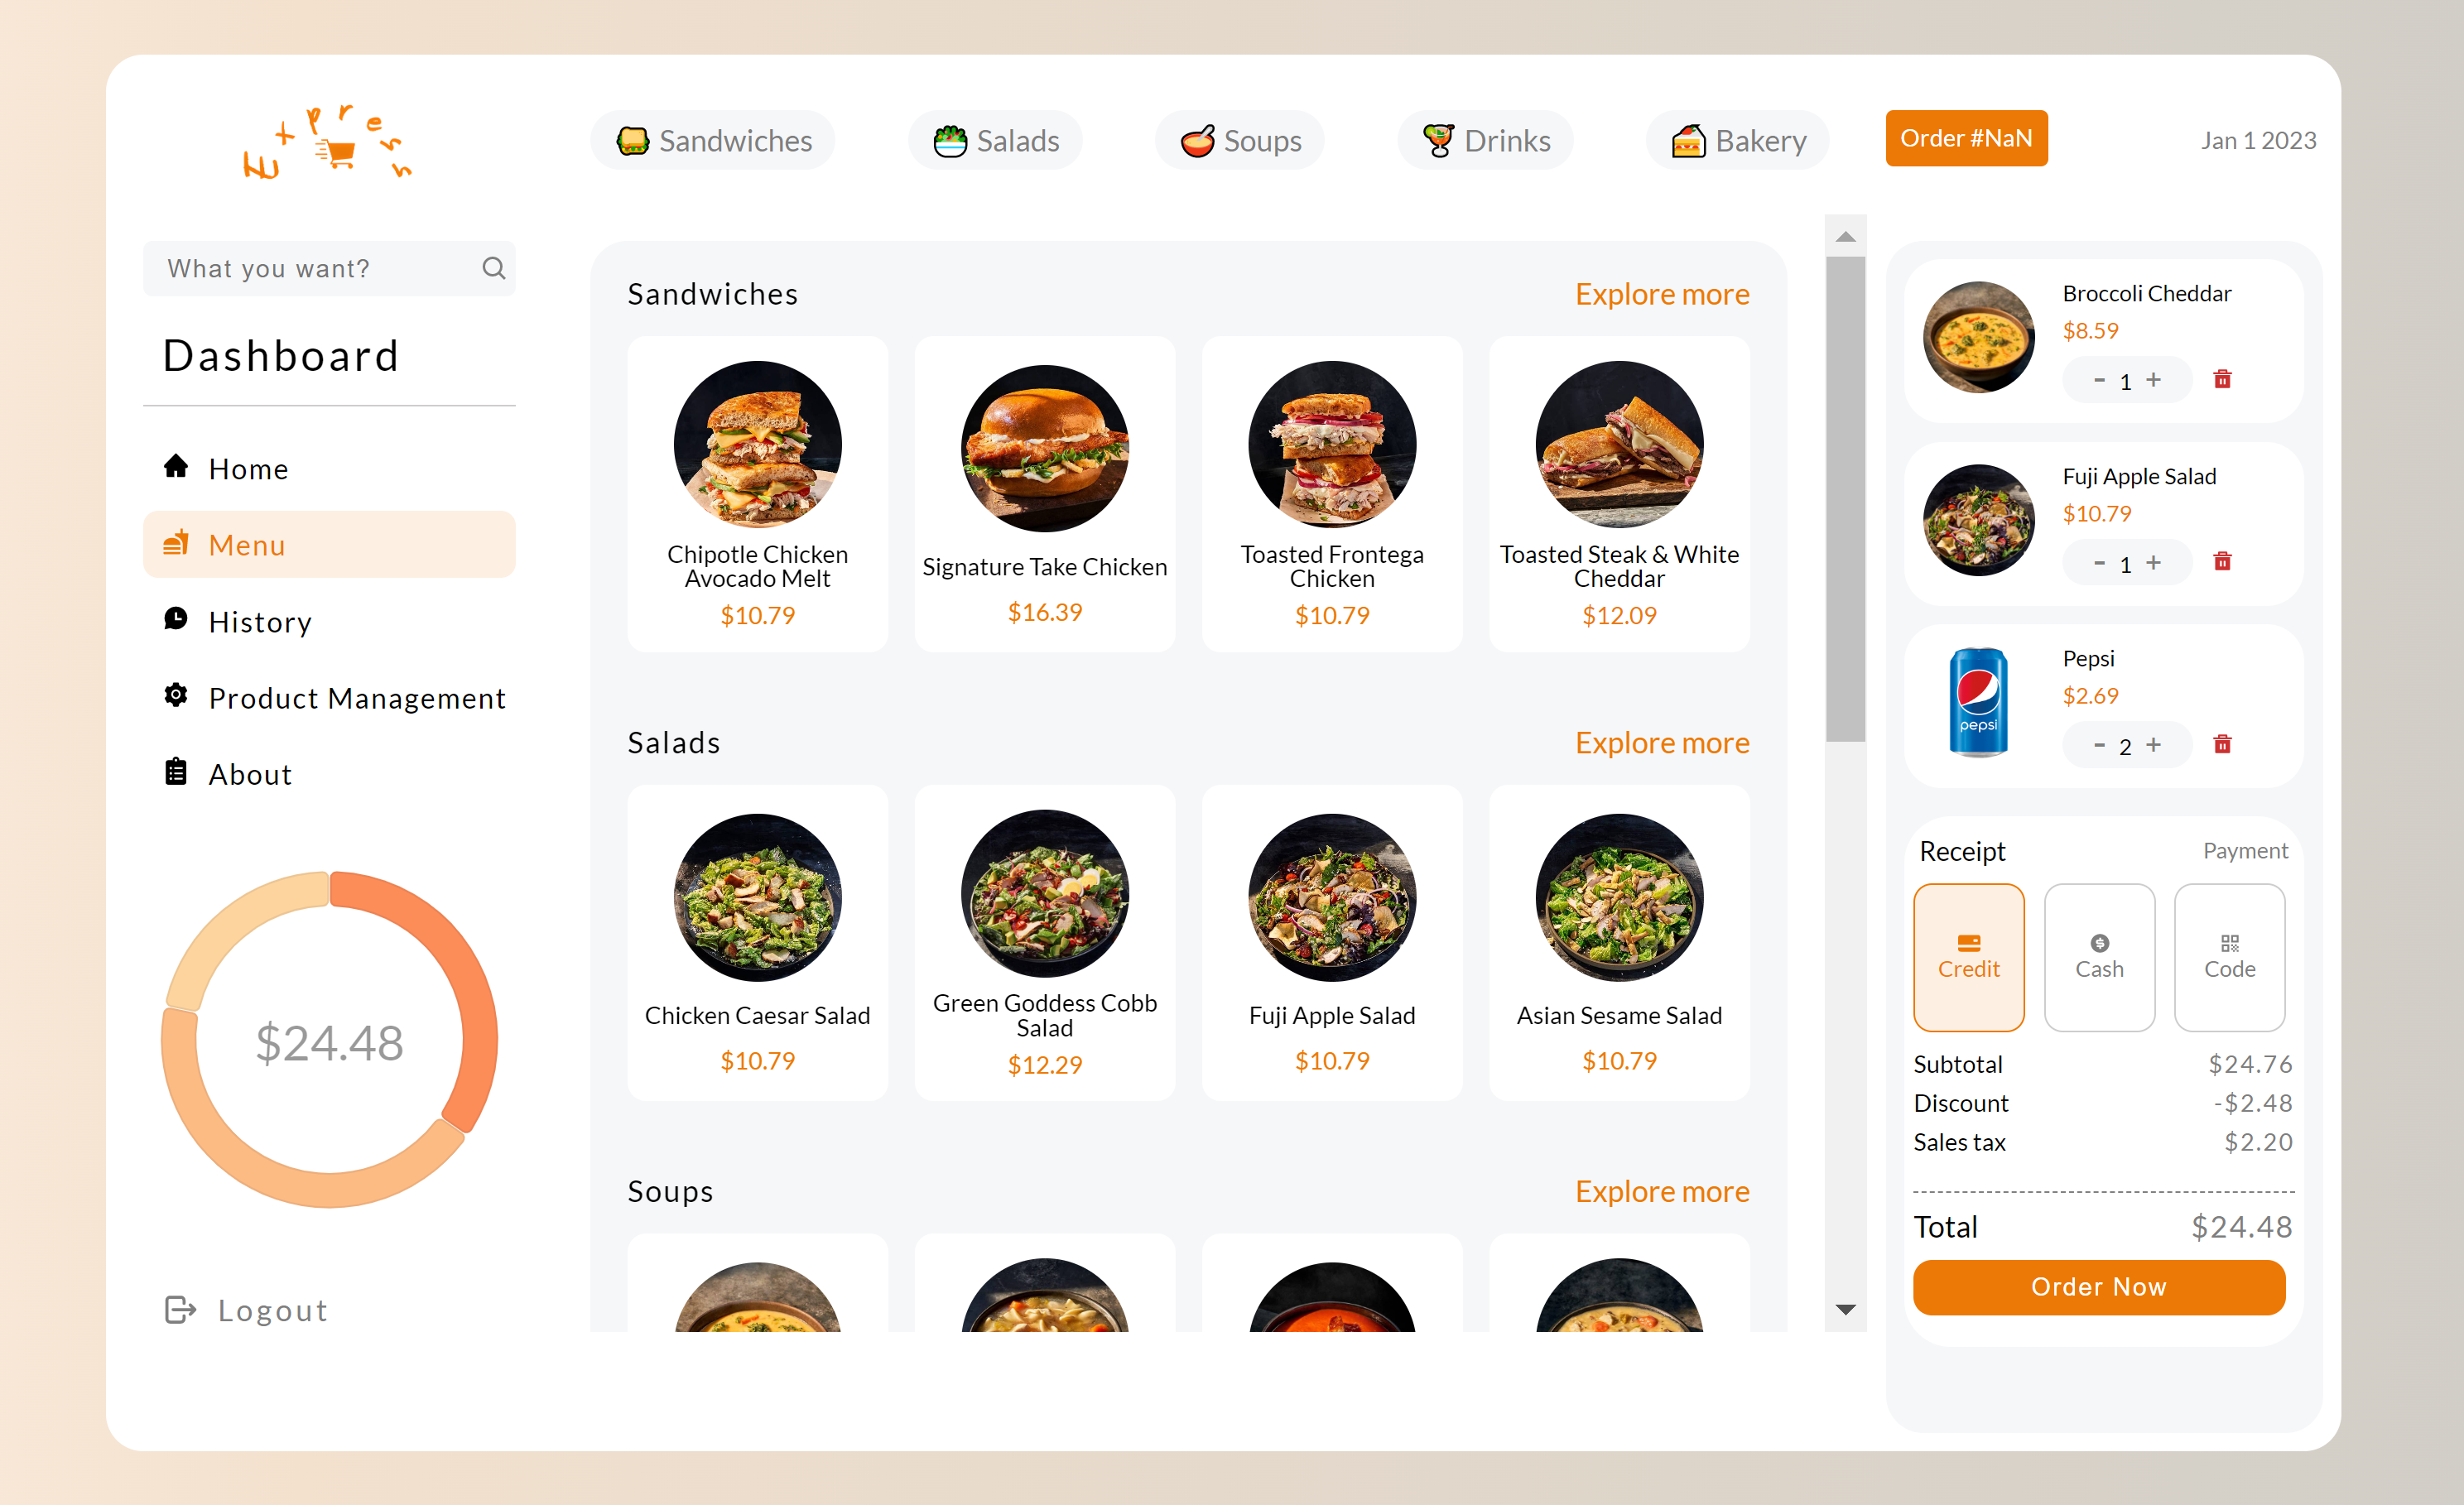 Huxpress
Sandwiches
Salads
Soups
Drinks
Bakery
Order #NaN
Jan 1 2023
What you want?
Dashboard
Home
Menu
History
Product Management
About
$24.48
Logout
Sandwiches
Explore more
Chipotle Chicken
Avocado Melt
$10.79
Signature Take Chicken
$16.39
Toasted Frontega
Chicken
$10.79
Toasted Steak & White
Cheddar
$12.09
Salads
Explore more
Chicken Caesar Salad
$10.79
Green Goddess Cobb
Salad
$12.29
Fuji Apple Salad
$10.79
Asian Sesame Salad
$10.79
Soups
Explore more
Broccoli Cheddar
$8.59
- 1 +
Fuji Apple Salad
$10.79
- 1 +
pepsi
Pepsi
$2.69
- 2 +
Receipt
Payment
Credit
Cash
Code
Subtotal $24.76
Discount -$2.48
Sales tax $2.20
Total $24.48
Order Now